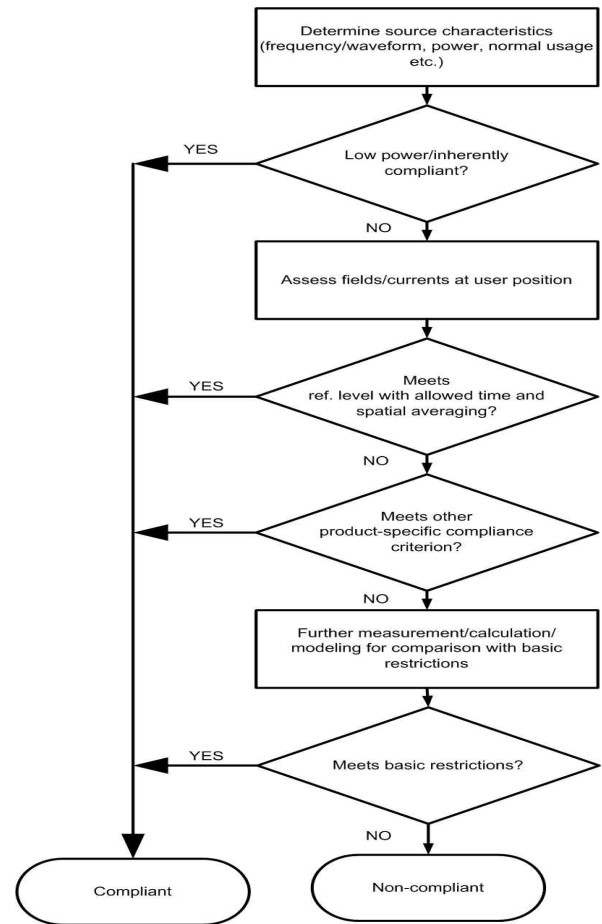 Determine source characteristics
(frequency/waveform, power, normal usage
etc.)
YES
Low power/inherently
compliant?
NO
Assess fields/currents at user position
YES
Meets
ref. level with allowed time and
spatial averaging?
NO
YES
Meets other
product-specific compliance
criterion?
NO
Further measurement/calculation/
modeling for comparison with basic
restrictions
YES
Meets basic restrictions?
NO
Compliant
Non-compliant